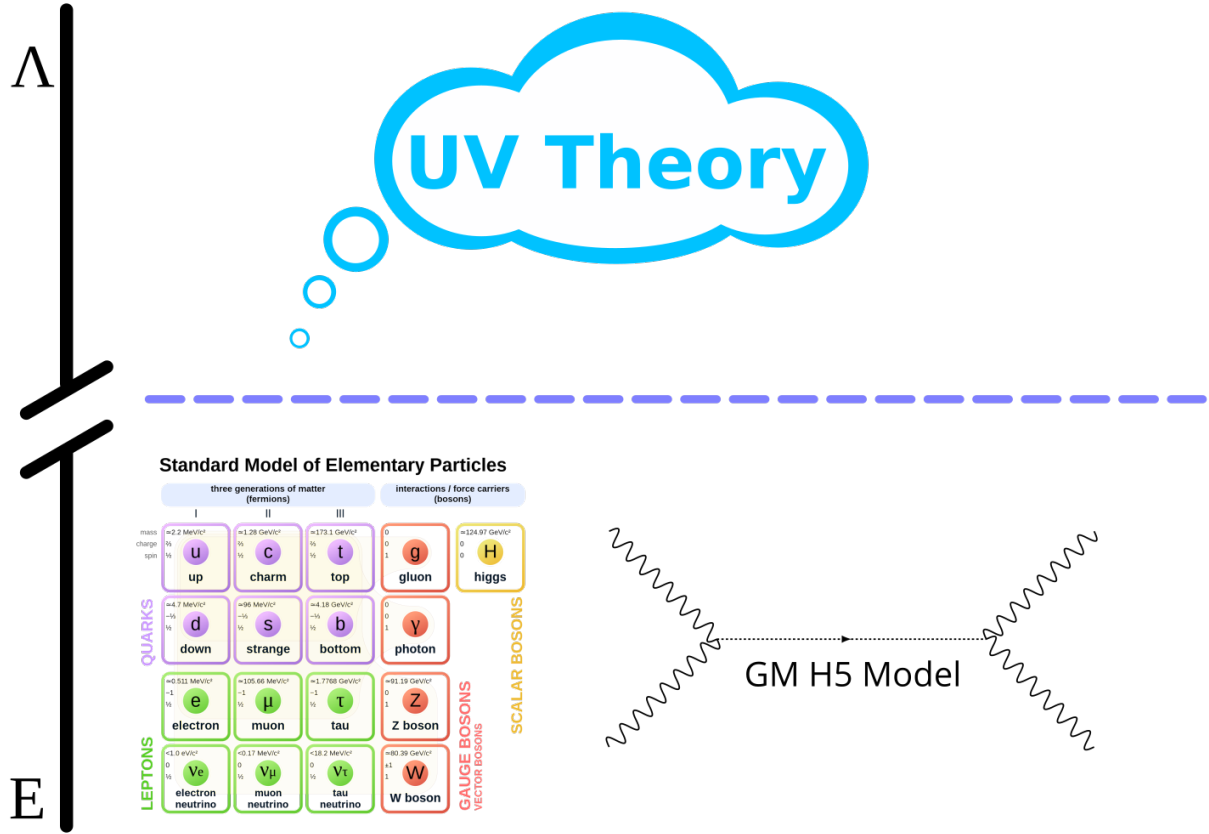 Λ
UV Theory
Standard Model of Elementary Particles
three generations of matter
(fermions)
interactions / force carriers
(bosons)
I
II
III
mass
charge
spin
≃2.2 MeV/c²
⅔
½
u
up
≃1.28 GeV/c²
⅔
½
c
charm
≃173.1 GeV/c²
⅔
½
t
top
0
0
1
g
gluon
≃124.97 GeV/c²
0
0
H
higgs
QUARKS
≃4.7 MeV/c²
−⅓
½
d
down
≃96 MeV/c²
−⅓
½
s
strange
≃4.18 GeV/c²
−⅓
½
b
bottom
0
0
1
γ
photon
SCALAR BOSONS
LEPTONS
≃0.511 MeV/c²
−1
½
e
electron
≃105.66 MeV/c²
−1
½
μ
muon
≃1.7768 GeV/c²
−1
½
τ
tau
≃91.19 GeV/c²
0
1
Z
Z boson
GAUGE BOSONS
VECTOR BOSONS
<1.0 eV/c²
0
½
νe
electron
neutrino
<0.17 MeV/c²
0
½
νμ
muon
neutrino
<18.2 MeV/c²
0
½
ντ
tau
neutrino
≃80.39 GeV/c²
±1
1
W
W boson
GM H5 Model
E